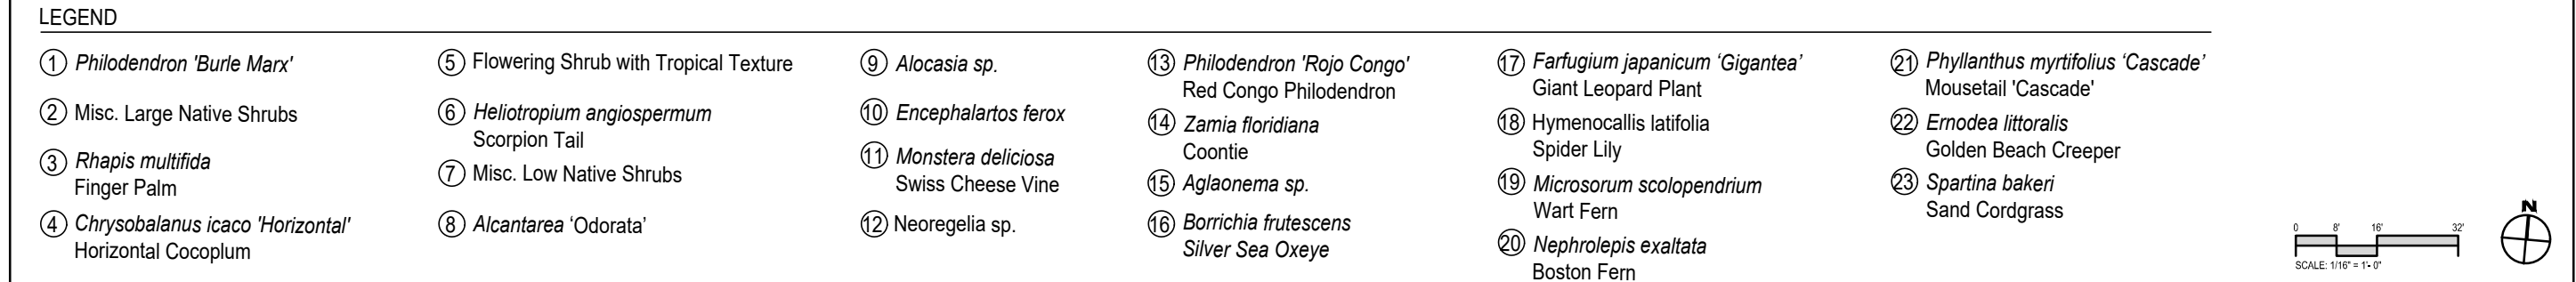 LEGEND
1 Philodendron 'Burle Marx'
2 Misc. Large Native Shrubs
3 Rhapis multifida
Finger Palm
4 Chrysobalanus icaco 'Horizontal'
Horizontal Cocoplum
5 Flowering Shrub with Tropical Texture
6 Heliotropium angiospermum
Scorpion Tail
7 Misc. Low Native Shrubs
8 Alcantarea ‘Odorata’
9 Alocasia sp.
10 Encephalartos ferox
11 Monstera deliciosa
Swiss Cheese Vine
12 Neoregelia sp.
13 Philodendron 'Rojo Congo'
Red Congo Philodendron
14 Zamia floridiana
Coontie
15 Aglaonema sp.
16 Borrichia frutescens
Silver Sea Oxeye
17 Farfugium japanicum ‘Gigantea’
Giant Leopard Plant
18 Hymenocallis latifolia
Spider Lily
19 Microsorum scolopendrium
Wart Fern
20 Nephrolepis exaltata
Boston Fern
21 Phyllanthus myrtifolius ‘Cascade’
Mousetail 'Cascade'
22 Ernodea littoralis
Golden Beach Creeper
23 Spartina bakeri
Sand Cordgrass
0 8' 16' 32'
SCALE: 1/16" = 1'- 0"
N